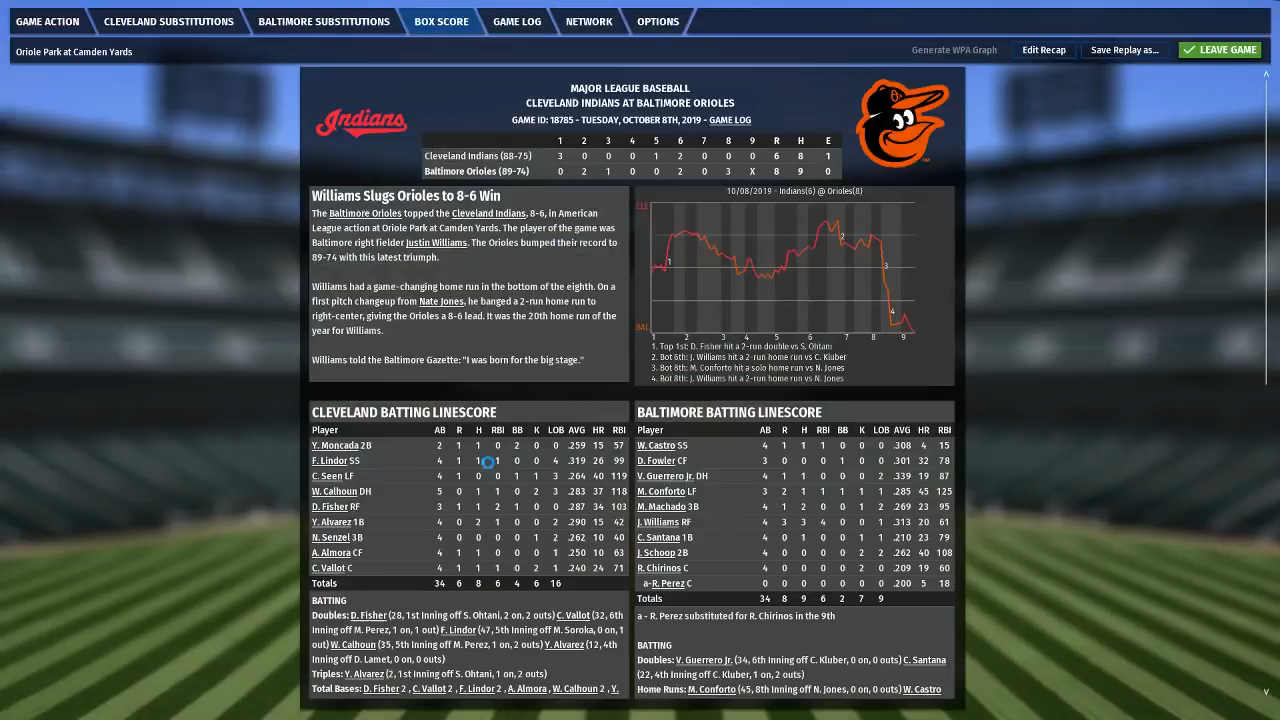 GAME ACTION CLEVELAND SUBSTITUTIONS BALTIMORE SUBSTITUTIONS BOX SCORE GAME LOG NETWORK OPTIONS
Oriole Park at Camden Yards Generate WPA Graph Edit Recap Save Replay as... LEAVE GAME
MAJOR LEAGUE BASEBALL
CLEVELAND INDIANS AT BALTIMORE ORIOLES
GAME ID: 18785 - TUESDAY, OCTOBER 8TH, 2019 - GAME LOG
Indians
1 2 3 4 5 6 7 8 9 R H E
Cleveland Indians (88-75) 3 0 0 0 1 2 0 0 0 6 8 1
Baltimore Orioles (89-74) 0 2 1 0 0 2 0 3 X 8 9 0
Williams Slugs Orioles to 8-6 Win
The Baltimore Orioles topped the Cleveland Indians, 8-6, in American
League action at Oriole Park at Camden Yards. The player of the game was
Baltimore right fielder Justin Williams. The Orioles bumped their record to
89-74 with this latest triumph.
Williams had a game-changing home run in the bottom of the eighth. On a
first pitch changeup from Nate Jones, he banged a 2-run home run to
right-center, giving the Orioles a 8-6 lead. It was the 20th home run of the
year for Williams.
Williams told the Baltimore Gazette: "I was born for the big stage."
10/08/2019 - Indians(6) @ Orioles(8)
CLE
1
2
3
4
BAL
1 2 3 4 5 6 7 8 9
1. Top 1st: D. Fisher hit a 2-run double vs S. Ohtani
2. Bot 6th: J. Williams hit a 2-run home run vs C. Kluber
3. Bot 8th: M. Conforto hit a solo home run vs N. Jones
4. Bot 8th: J. Williams hit a 2-run home run vs N. Jones
CLEVELAND BATTING LINESCORE
Player AB R H RBI BB K LOB AVG HR RBI
Y. Moncada 2B 2 1 1 0 2 0 0 .259 15 57
F. Lindor SS 4 1 1 1 0 0 4 .319 26 99
C. Seen LF 4 1 0 0 1 1 3 .264 40 119
W. Calhoun DH 5 0 1 1 0 2 3 .283 37 118
D. Fisher RF 3 1 1 2 1 0 0 .287 34 103
Y. Alvarez 1B 4 0 2 1 0 0 2 .290 15 42
N. Senzel 3B 4 0 0 0 0 1 2 .262 10 40
A. Almora CF 4 1 1 0 0 0 1 .250 10 63
C. Vallot C 4 1 1 1 0 2 1 .240 24 71
Totals 34 6 8 6 4 6 16
BATTING
Doubles: D. Fisher (28, 1st Inning off S. Ohtani, 2 on, 2 outs) C. Vallot (32, 6th
Inning off M. Perez, 1 on, 1 out) F. Lindor (47, 5th Inning off M. Soroka, 0 on, 1
out) W. Calhoun (35, 5th Inning off M. Perez, 1 on, 2 outs) Y. Alvarez (12, 4th
Inning off D. Lamet, 0 on, 0 outs)
Triples: Y. Alvarez (2, 1st Inning off S. Ohtani, 1 on, 2 outs)
Total Bases: D. Fisher 2 , C. Vallot 2 , F. Lindor 2 , A. Almora , W. Calhoun 2 , Y.
BALTIMORE BATTING LINESCORE
Player AB R H RBI BB K LOB AVG HR RBI
W. Castro SS 4 1 1 1 0 0 0 .308 4 15
D. Fowler CF 3 0 0 0 1 0 0 .301 32 78
V. Guerrero Jr. DH 4 1 1 0 0 0 2 .339 19 87
M. Conforto LF 3 2 1 1 1 1 1 .285 45 125
M. Machado 3B 4 1 2 0 0 1 2 .269 23 95
J. Williams RF 4 3 3 4 0 0 1 .313 20 61
C. Santana 1B 4 0 1 0 0 1 1 .210 23 79
J. Schoop 2B 4 0 0 0 0 2 2 .262 40 108
R. Chirinos C 4 0 0 0 0 2 0 .209 19 60
a-R. Perez C 0 0 0 0 0 0 0 .200 5 18
Totals 34 8 9 6 2 7 9
a - R. Perez substituted for R. Chirinos in the 9th
BATTING
Doubles: V. Guerrero Jr. (34, 6th Inning off C. Kluber, 0 on, 0 outs) C. Santana
(22, 4th Inning off C. Kluber, 1 on, 2 outs)
Home Runs: M. Conforto (45, 8th Inning off N. Jones, 0 on, 0 outs) W. Castro